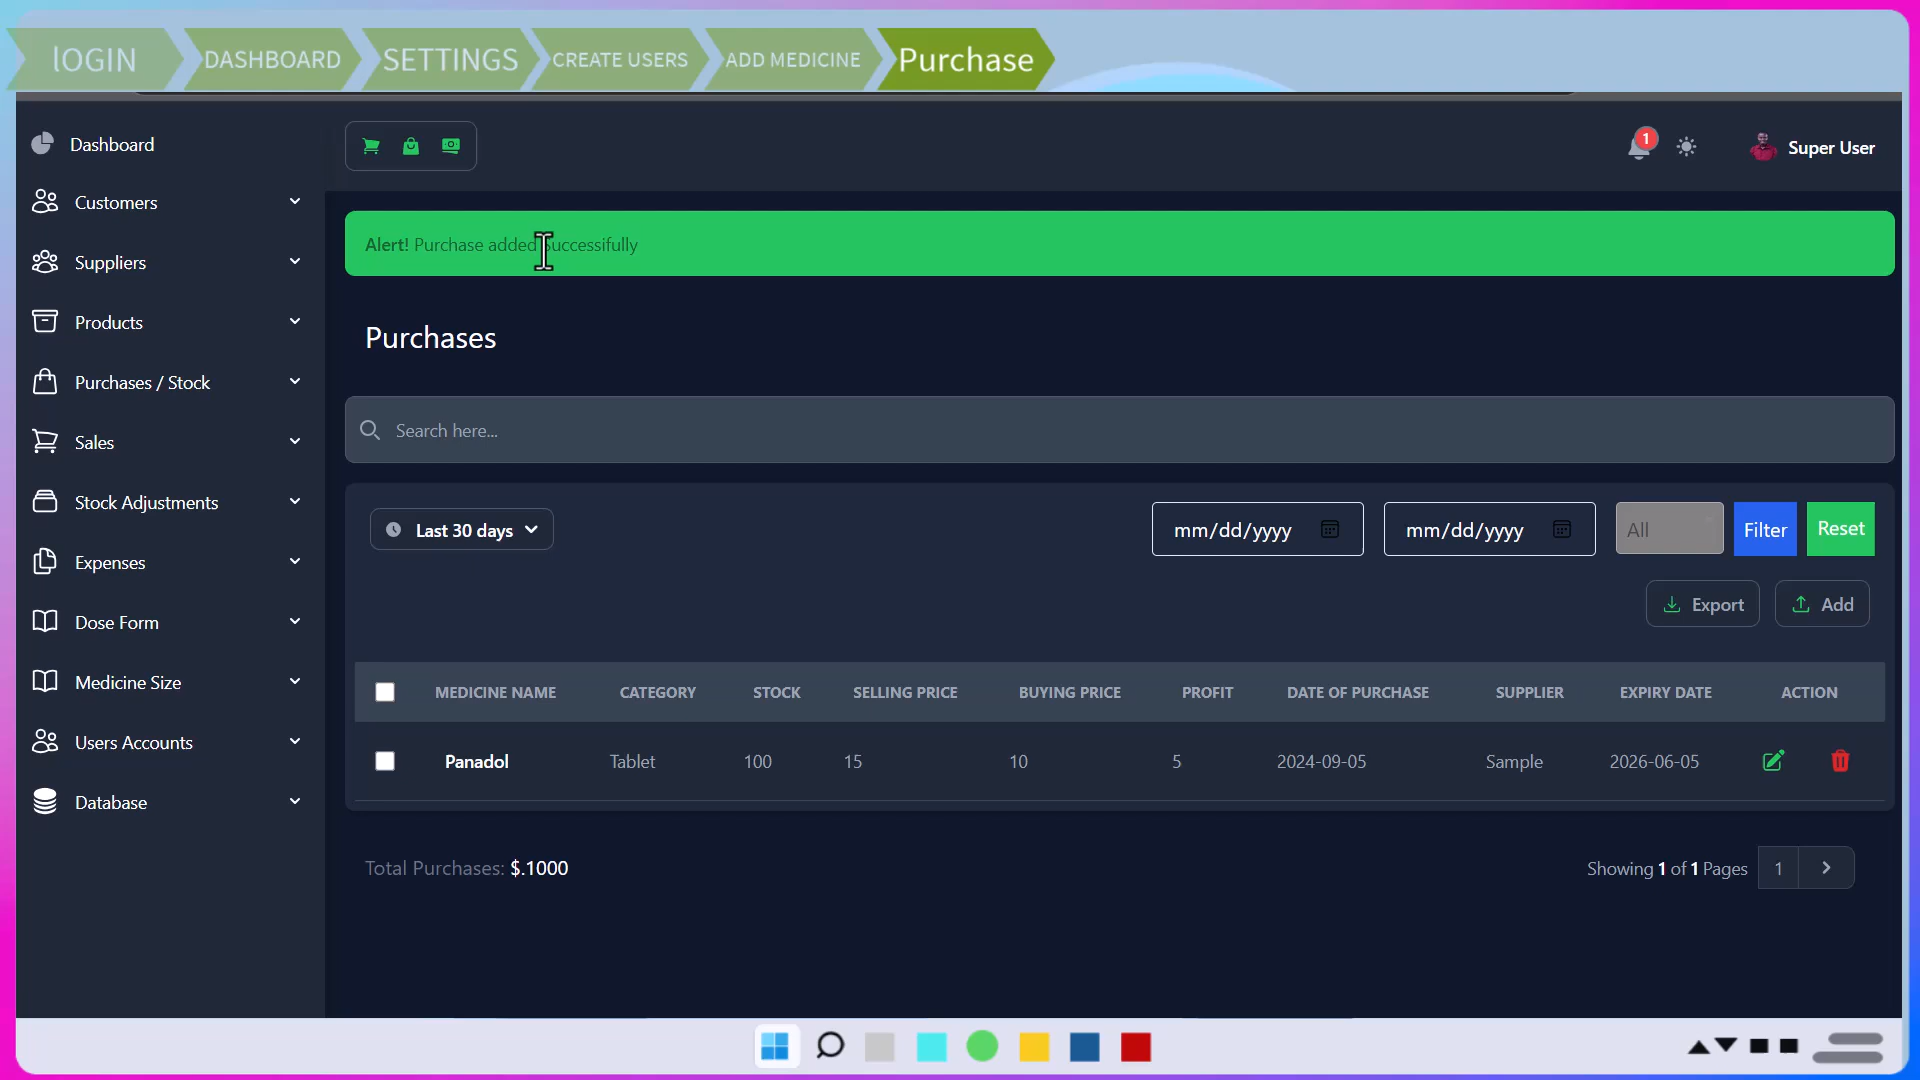 lOGIN
DASHBOARD
SETTINGS
CREATE USERS
ADD MEDICINE
Purchase
Dashboard
Customers
Suppliers
Products
Purchases / Stock
Sales
Stock Adjustments
Expenses
Dose Form
Medicine Size
Users Accounts
Database
1
Super User
Alert! Purchase added Successfully
Purchases
Search here...
Last 30 days
mm/dd/yyyy
mm/dd/yyyy
All
Filter
Reset
Export
Add
MEDICINE NAME CATEGORY STOCK SELLING PRICE BUYING PRICE PROFIT DATE OF PURCHASE SUPPLIER EXPIRY DATE ACTION
Panadol Tablet 100 15 10 5 2024-09-05 Sample 2026-06-05
Total Purchases: $.1000
Showing 1 of 1 Pages 1